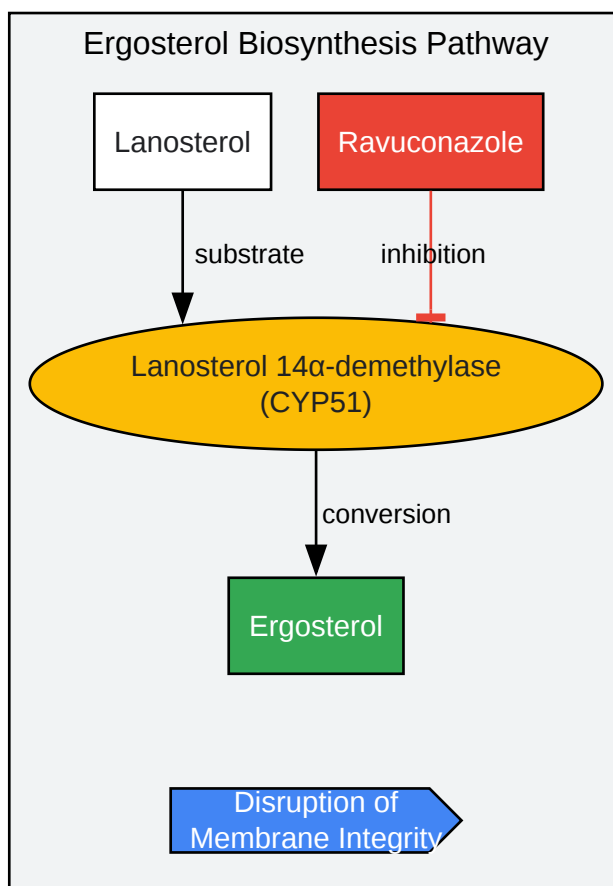 Ergosterol Biosynthesis Pathway
Lanosterol
Ravuconazole
substrate
inhibition
Lanosterol 14α-demethylase
(CYP51)
conversion
Ergosterol
Disruption of
Membrane Integrity